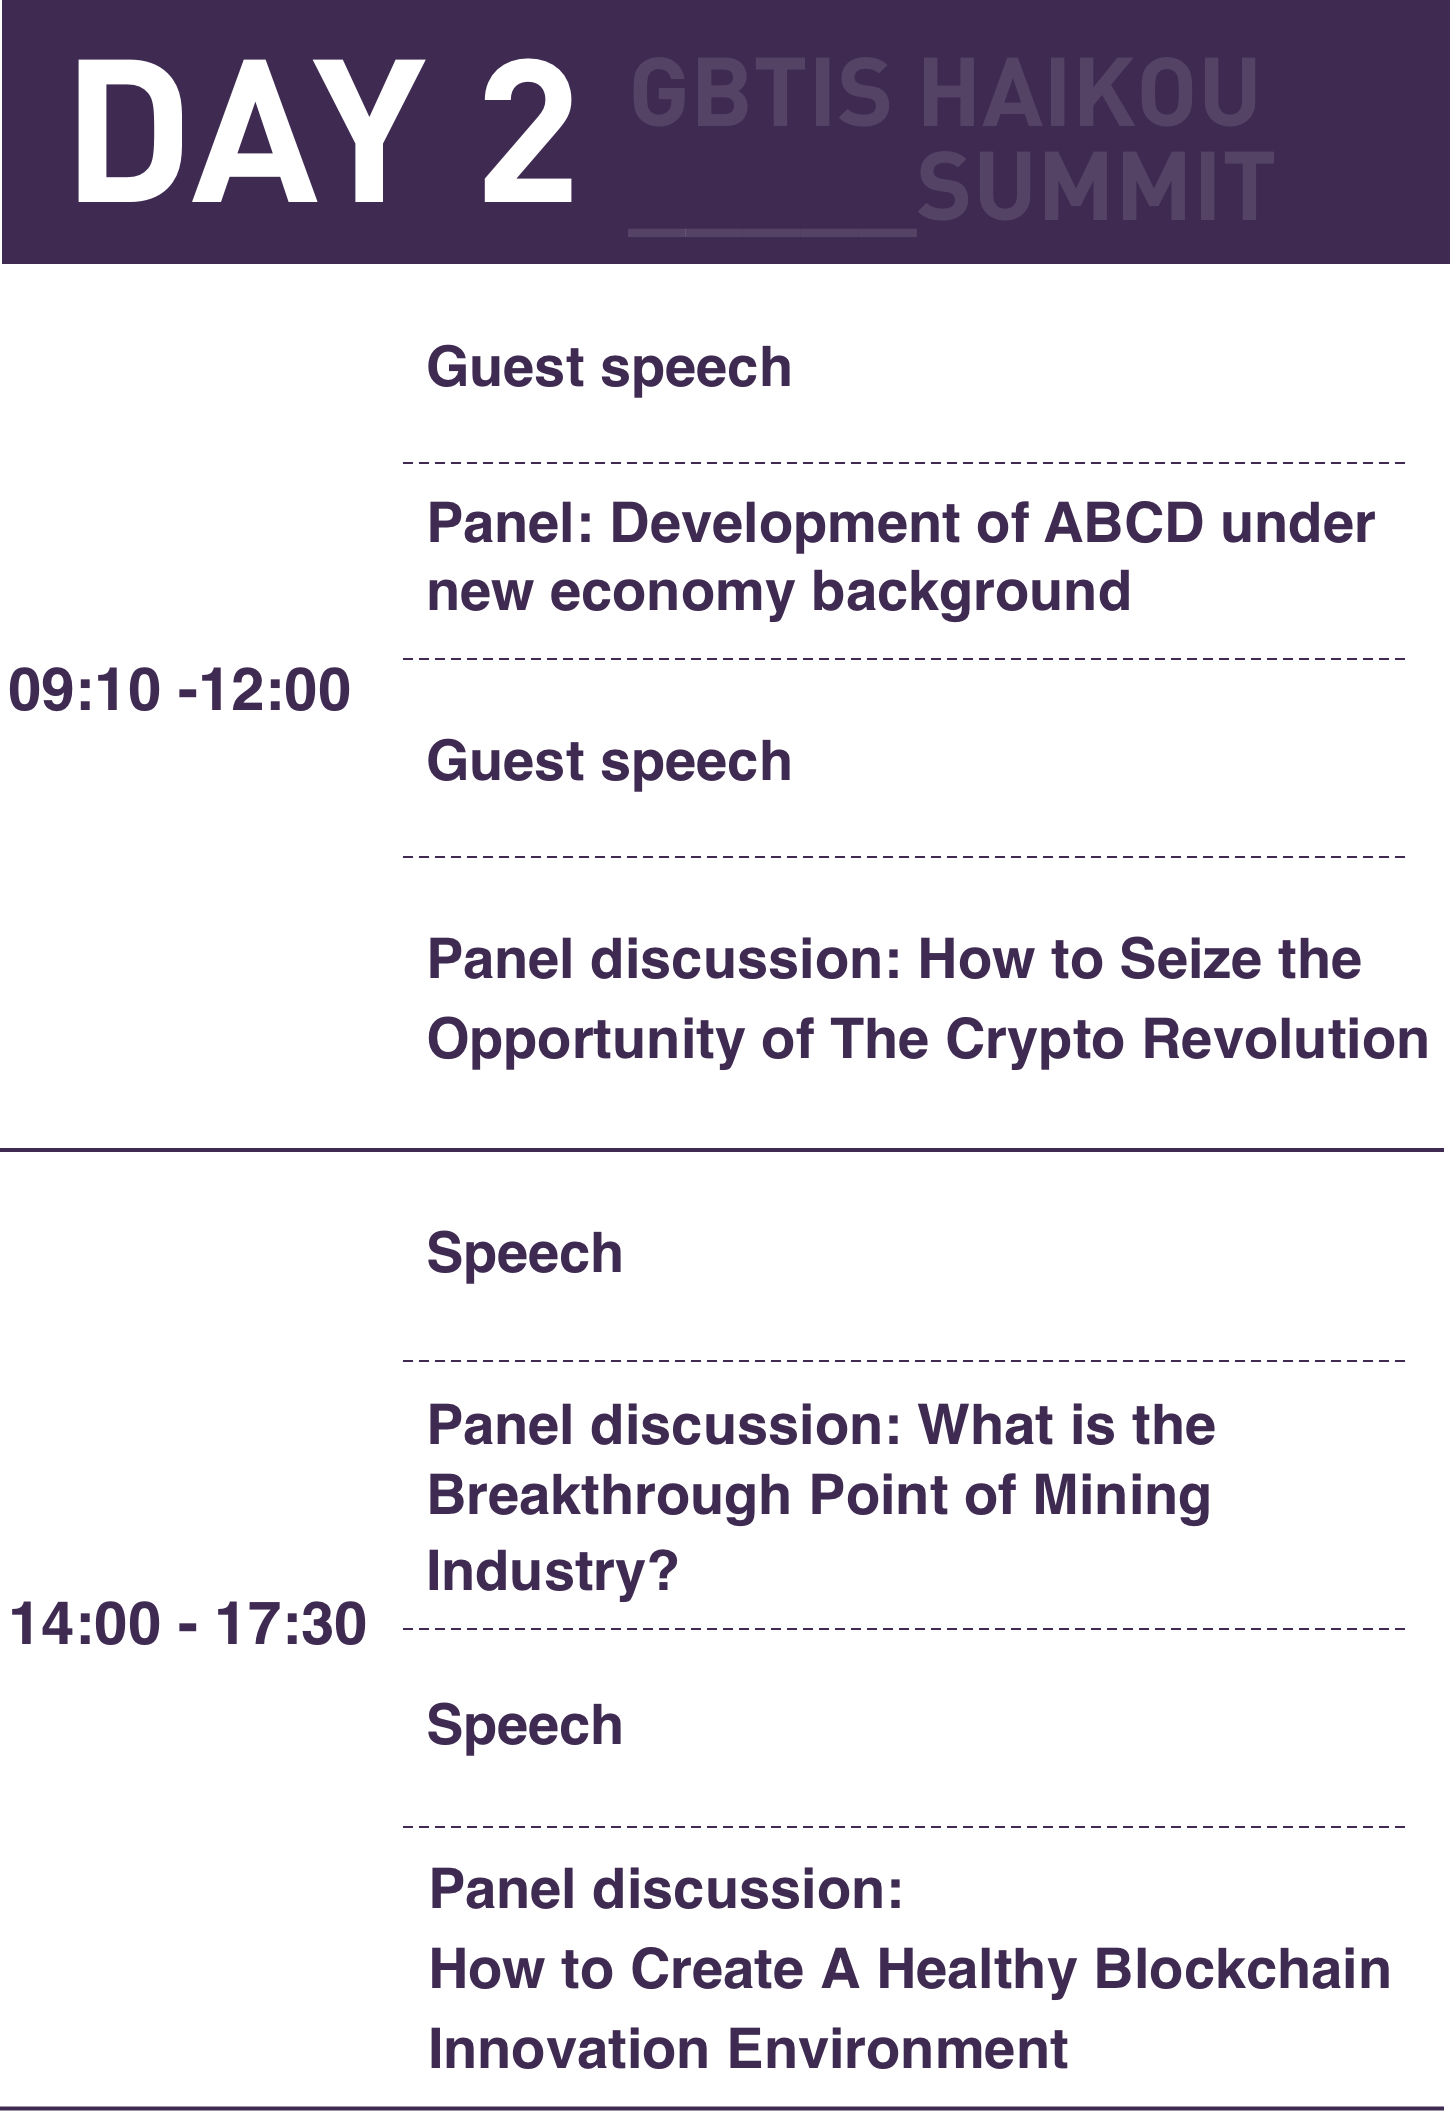 DAY 2
GBTIS HAIKOU
_____SUMMIT
Guest speech
Panel: Development of ABCD under
new economy background
09:10 -12:00
Guest speech
Panel discussion: How to Seize the
Opportunity of The Crypto Revolution
Speech
Panel discussion: What is the
Breakthrough Point of Mining
Industry?
14:00 - 17:30
Speech
Panel discussion:
How to Create A Healthy Blockchain
Innovation Environment